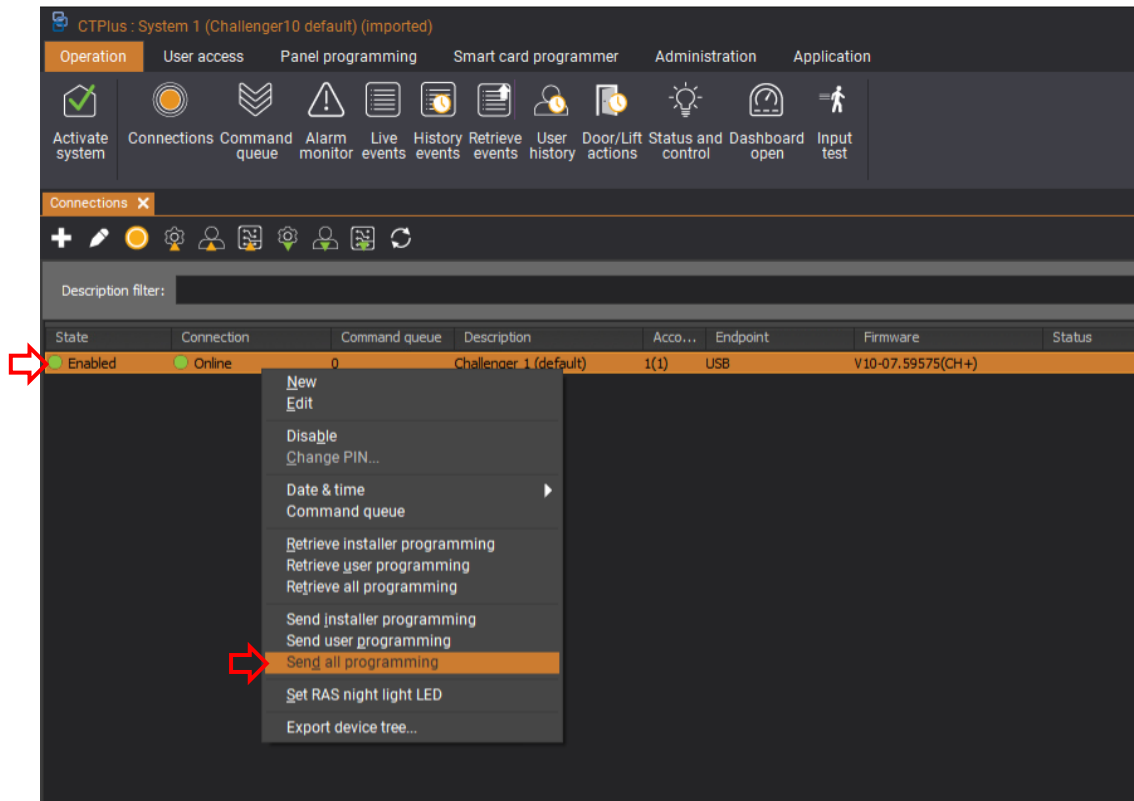 CTPlus : System 1 (Challenger10 default) (imported)
Operation User access Panel programming Smart card programmer Administration Application
Activate system
Connections
Command queue
Alarm monitor
Live events
History events
Retrieve events
User history
Door/Lift actions
Status and control
Dashboard open
Input test
Connections
Description filter:
State Connection Command queue Description Acco... Endpoint Firmware Status
Enabled Online 0 Challenger 1 (default) 1(1) USB V10-07.59575(CH+)
New
Edit
Disable
Change PIN...
Date & time
Command queue
Retrieve installer programming
Retrieve user programming
Retrieve all programming
Send installer programming
Send user programming
Send all programming
Set RAS night light LED
Export device tree...